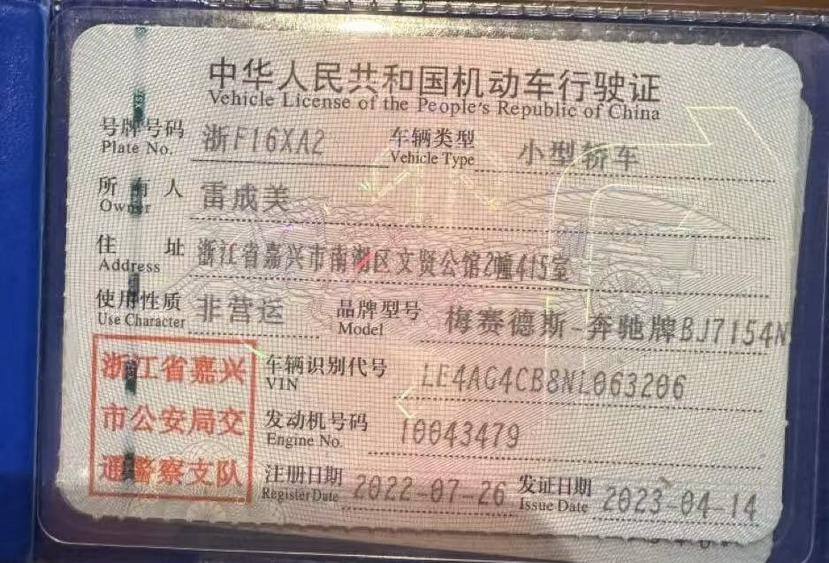 中华人民共和国机动车行驶证
Vehicle License of the People's Republic of China
号牌号码 浙F16XA2 车辆类型 小型轿车
Plate No. Vehicle Type
所有人 雷成美
Owner
住址 浙江省嘉兴市南湖区文贤公馆2幢415室
Address
使用性质 非营运 品牌型号 梅赛德斯-奔驰牌BJ7154N
Use Character Model
浙江省嘉兴
市公安局交
通警察支队
车辆识别代号 LE4AG4CB8NL063206
VIN
发动机号码 10043479
Engine No.
注册日期 2022-07-26 发证日期 2023-04-14
Register Date Issue Date